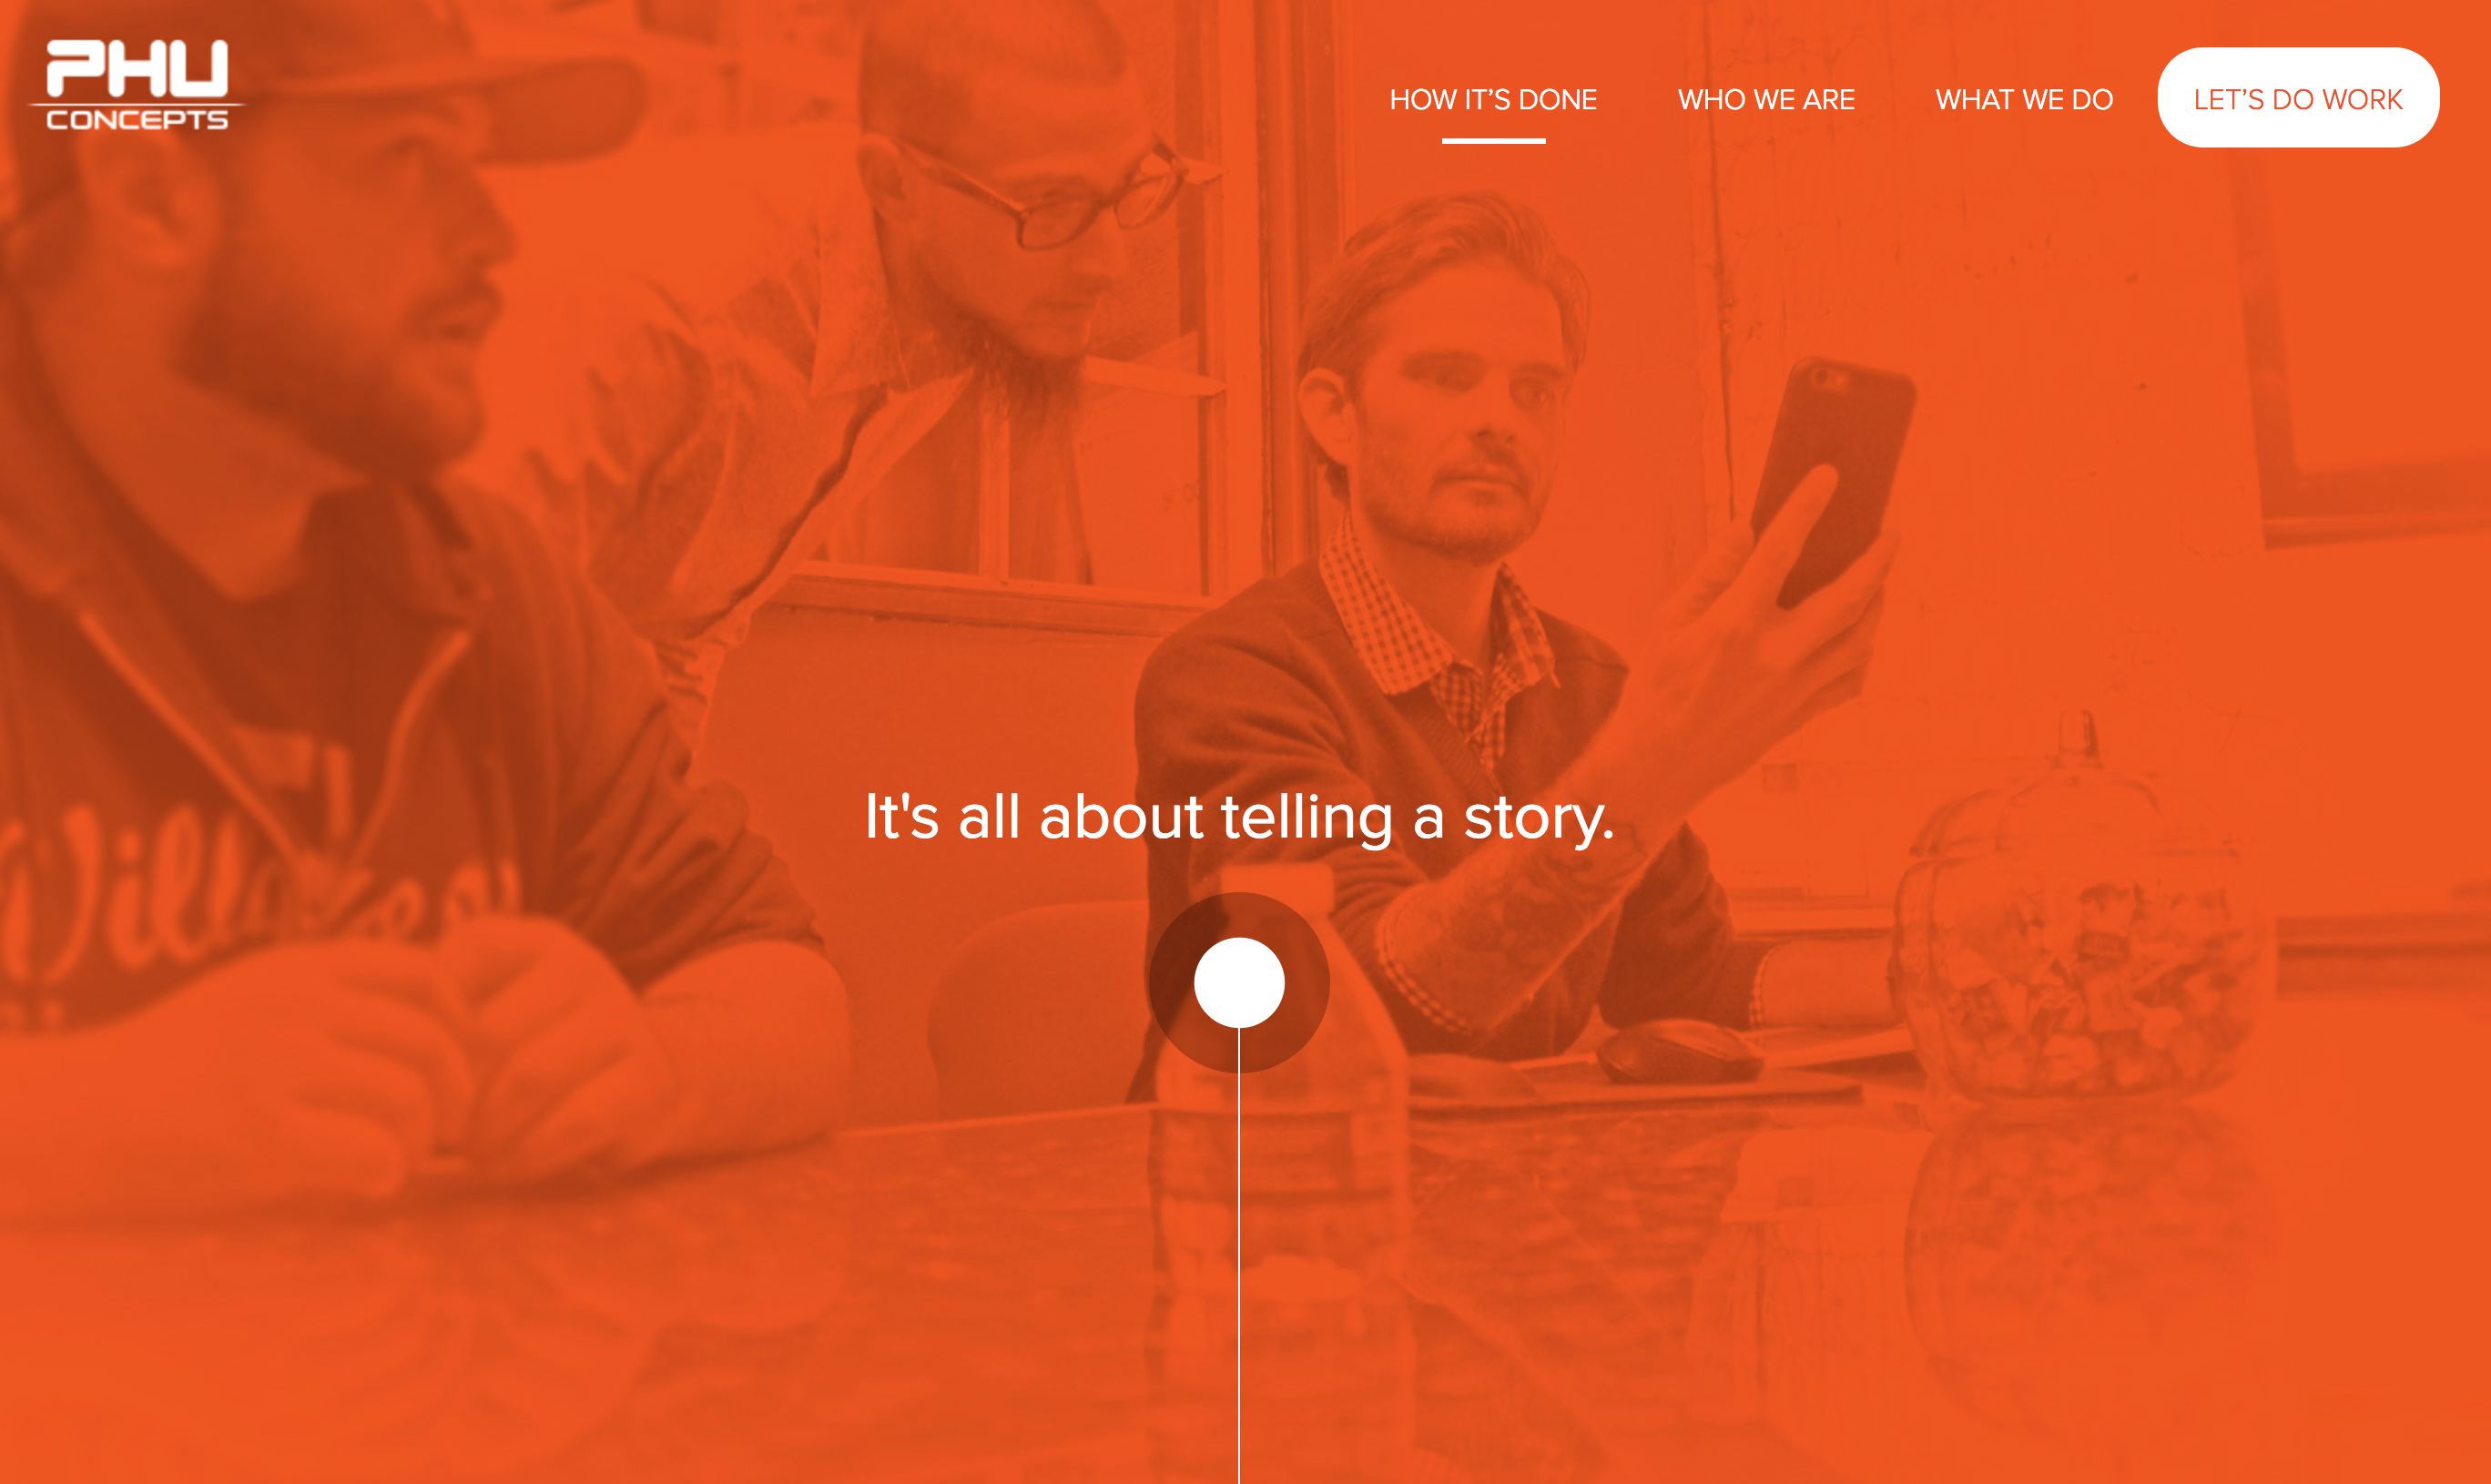 PHU
CONCEPTS
HOW IT’S DONE
WHO WE ARE
WHAT WE DO
LET’S DO WORK
It's all about telling a story.